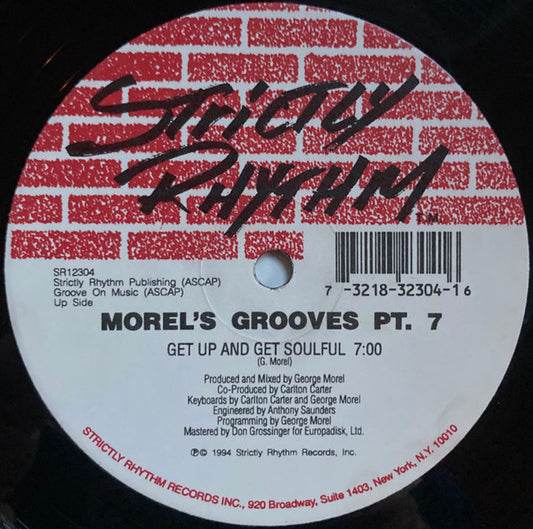 STRICTLY
RHYTHM
T.M.
SR12304
Strictly Rhythm Publishing (ASCAP)
Groove On Music (ASCAP)
Up Side
7 -3218-32304-1 6
MOREL'S GROOVES PT. 7
GET UP AND GET SOULFUL 7:00
(G. Morel)
Produced and Mixed by George Morel
Co-Produced by Carlton Carter
Keyboards by Carlton Carter and George Morel
Engineered by Anthony Saunders
Programming by George Morel
Mastered by Don Grossinger for Europadisk, Ltd.
℗© 1994 Strictly Rhythm Records, Inc.
STRICTLY RHYTHM RECORDS INC., 920 Broadway, Suite 1403, New York, N.Y. 10010